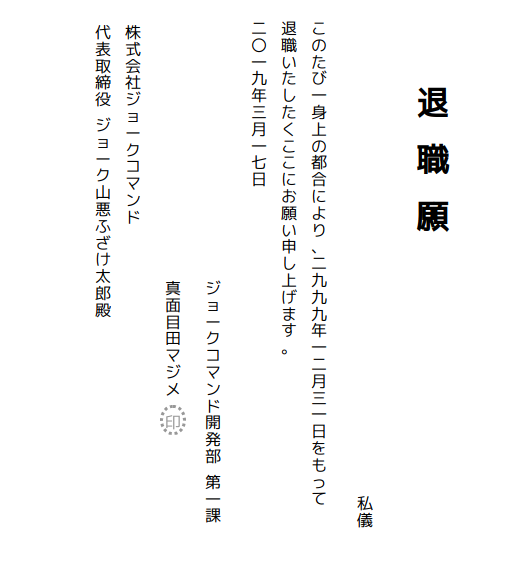 退職願
私儀
このたび一身上の都合により、二九九九年一二月三一日をもって
退職いたしたくここにお願い申し上げます。
二〇一九年三月一七日
ジョークコマンド開発部 第一課
真面目田マジメ 印
株式会社ジョークコマンド
代表取締役 ジョーク山悪ふざけ太郎殿